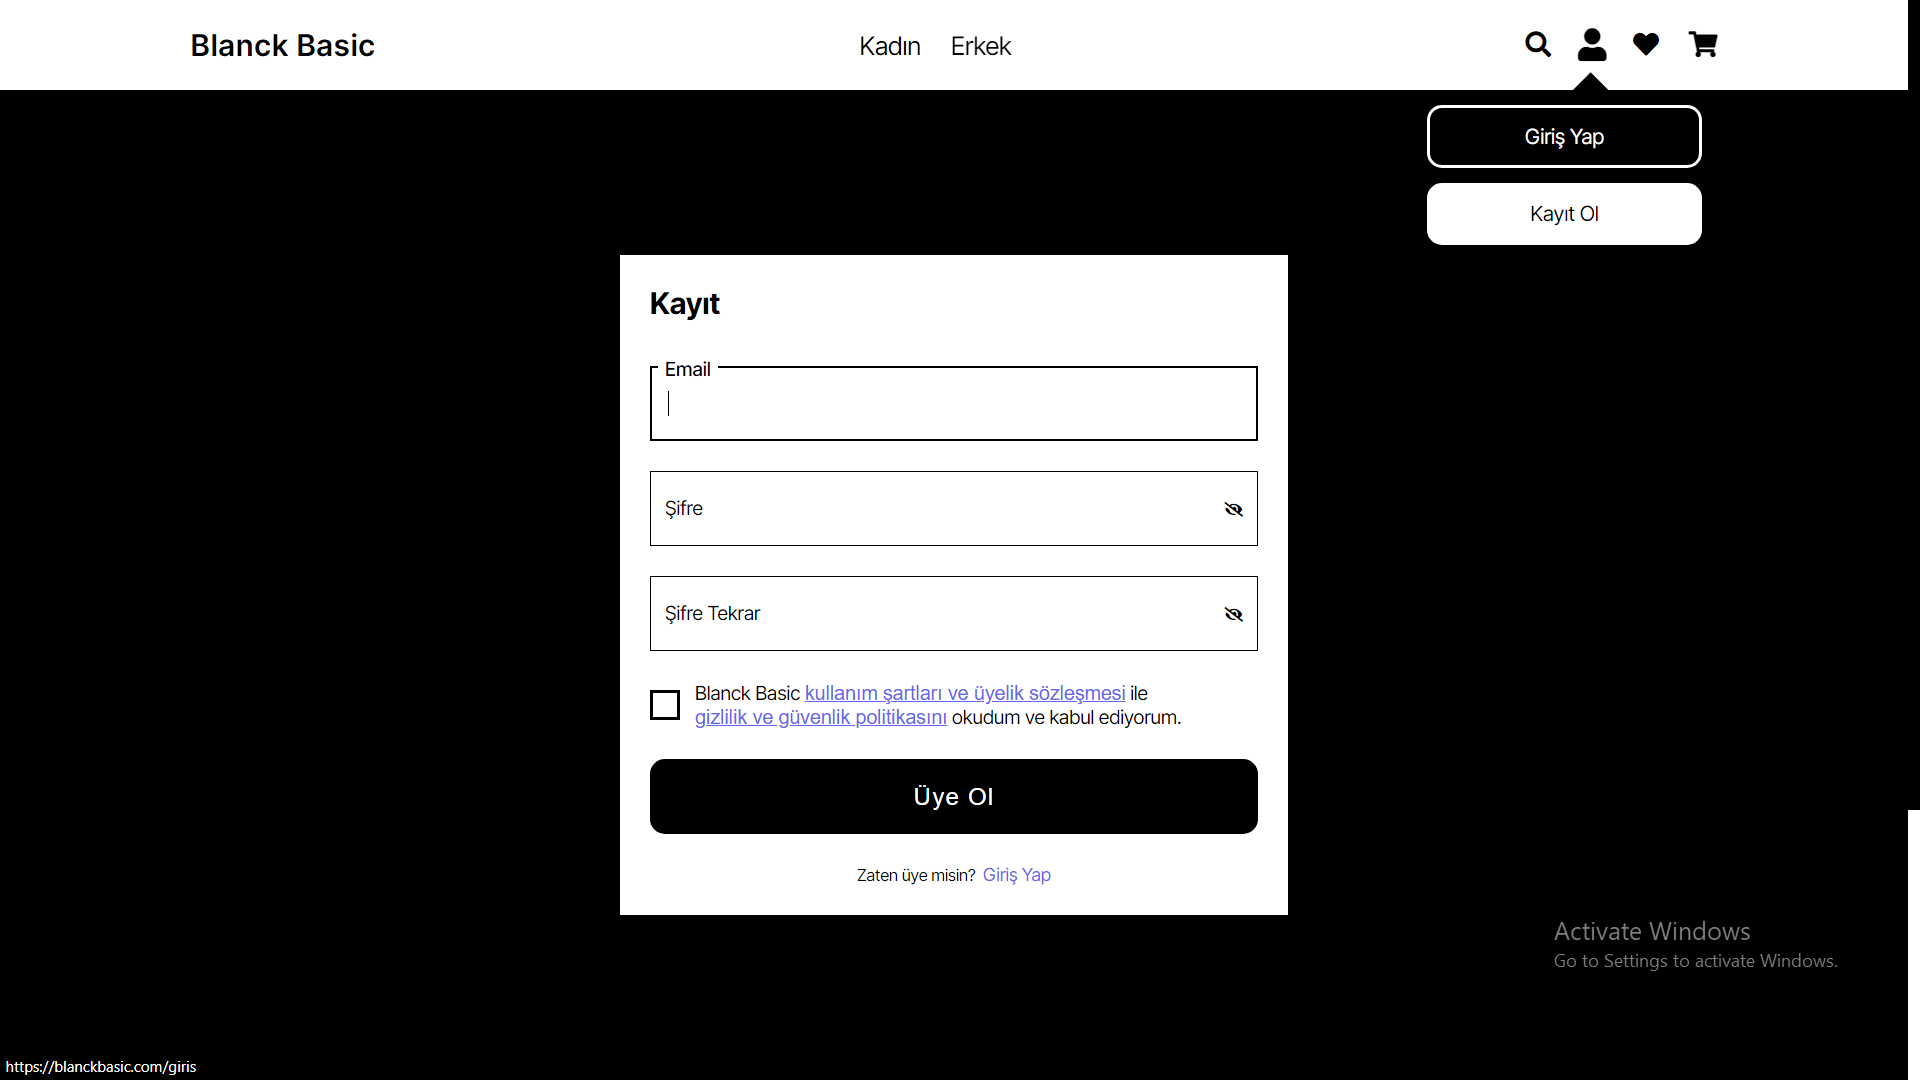 Blanck Basic
Kadın
Erkek
Giriş Yap
Kayıt Ol
Kayıt
Email
Şifre
Şifre Tekrar
Blanck Basic kullanım şartları ve üyelik sözleşmesi ile
gizlilik ve güvenlik politikasını okudum ve kabul ediyorum.
Üye Ol
Zaten üye misin? Giriş Yap
Activate Windows
Go to Settings to activate Windows.
https://blanckbasic.com/giris